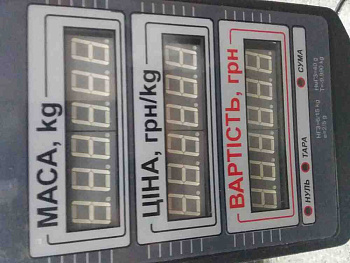 МАСА, kg
ЦІНА, грн/kg
ВАРТІСТЬ, грн
НУЛЬ ТАРА СУМА